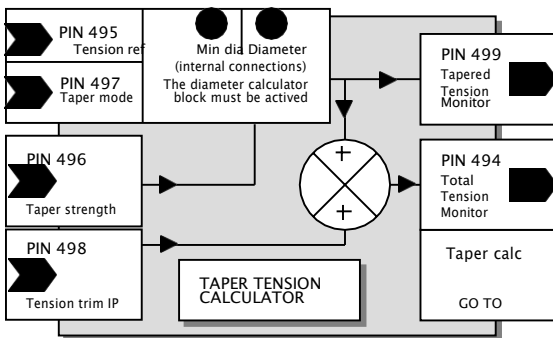 PIN 495
Tension ref
PIN 497
Taper mode
Min dia Diameter
(internal connections)
The diameter calculator
block must be actived
PIN 499
Tapered
Tension
Monitor
PIN 496
Taper strength
+
+
PIN 494
Total
Tension
Monitor
PIN 498
Tension trim IP
TAPER TENSION
CALCULATOR
Taper calc
GO TO